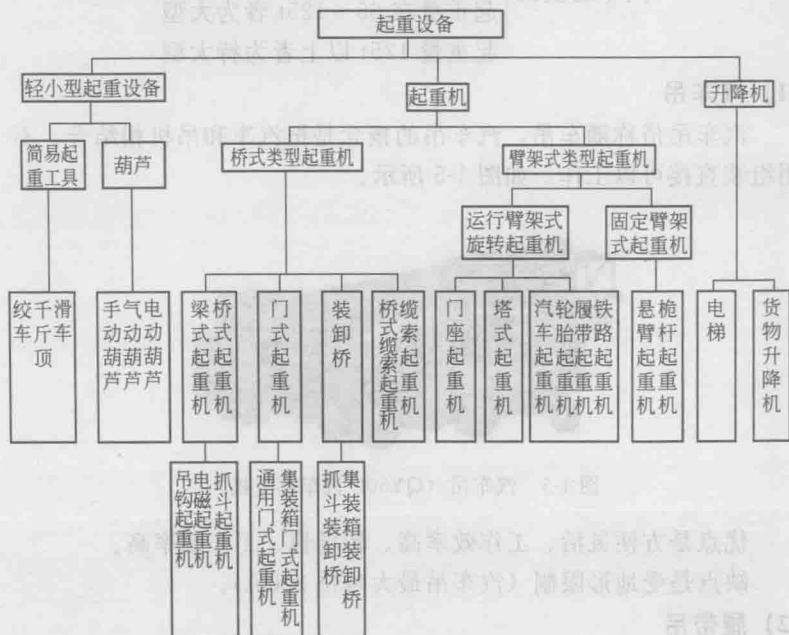 起重设备
轻小型起重设备
起重机
升降机
简易起
重工具
葫芦
桥式类型起重机
臂架式类型起重机
运行臂架式
旋转起重机
固定臂架
式起重机
绞车
千斤顶
滑车
手动葫芦
气动葫芦
电动葫芦
梁式起重机
桥式起重机
门式起重机
装卸桥
桥式缆索起重机
缆索起重机
门座起重机
塔式起重机
汽车起重机
轮胎起重机
履带起重机
铁路起重机
悬臂起重机
桅杆起重机
电梯
货物升降机
吊钩起重机
电磁起重机
抓斗起重机
通用门式起重机
集装箱门式起重机
抓斗装卸桥
集装箱装卸桥